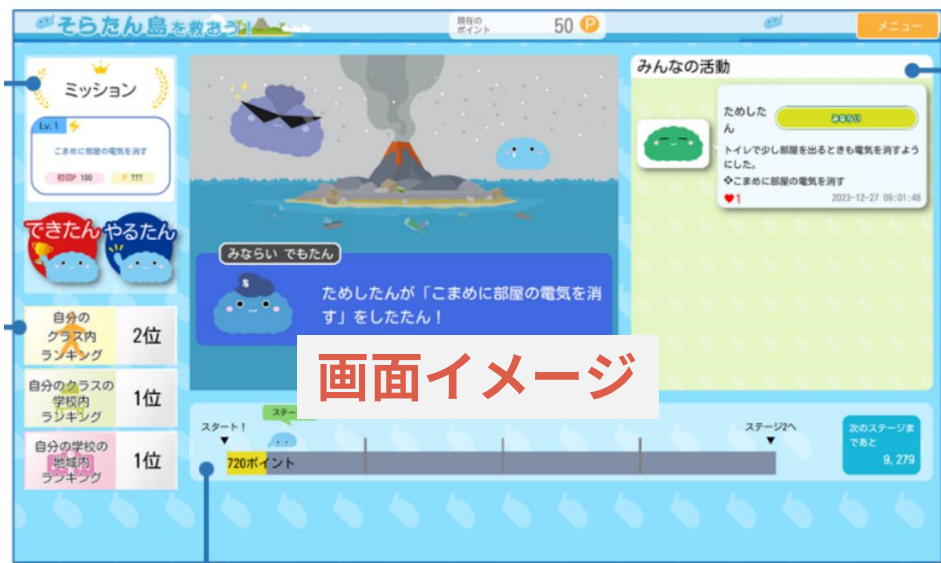 そらたん島を救おう!
現在の
ポイント
50 P
メニュー
ミッション
Lv.1
こまめに部屋の電気を消す
初回P 100
P 777
できたん
やるたん
自分の
クラス内
ランキング
2位
自分のクラスの
学校内
ランキング
1位
自分の学校の
地域内
ランキング
1位
みならい でもたん
S
ためしたんが「こまめに部屋の電気を消
す」をしたたん!
画面イメージ
みんなの活動
ためした
ん
みならい
トイレで少し部屋を出るときも電気を消すよう
にした。
❖こまめに部屋の電気を消す
♥1
2023-12-27 09:01:48
スタート!
ステー
ステージ2へ
720ポイント
次のステージま
であと
9,279